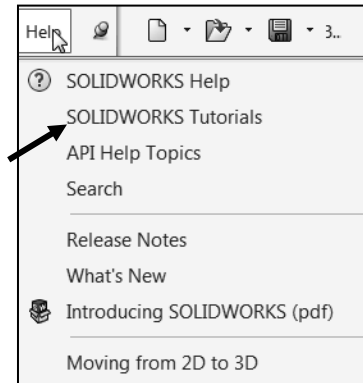 Help 3..
SOLIDWORKS Help
SOLIDWORKS Tutorials
API Help Topics
Search
Release Notes
What's New
Introducing SOLIDWORKS (pdf)
Moving from 2D to 3D